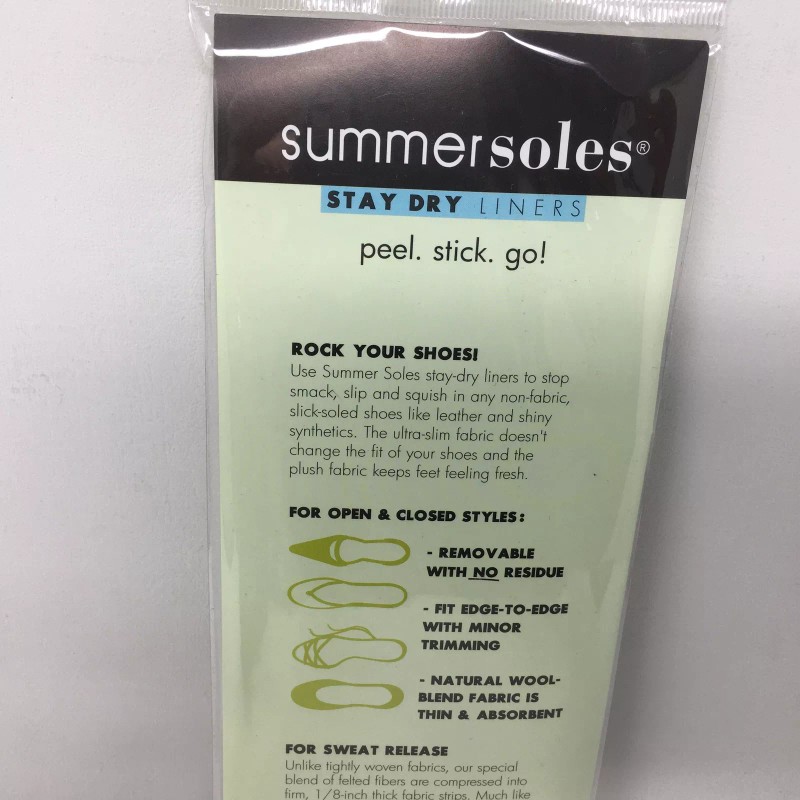 summersoles®
STAY DRY LINERS
peel. stick. go!
ROCK YOUR SHOES!
Use Summer Soles stay-dry liners to stop
smack, slip and squish in any non-fabric,
slick-soled shoes like leather and shiny
synthetics. The ultra-slim fabric doesn't
change the fit of your shoes and the
plush fabric keeps feet feeling fresh.
FOR OPEN & CLOSED STYLES:
- REMOVABLE
WITH NO RESIDUE
- FIT EDGE-TO-EDGE
WITH MINOR
TRIMMING
- NATURAL WOOL-
BLEND FABRIC IS
THIN & ABSORBENT
FOR SWEAT RELEASE
Unlike tightly woven fabrics, our special
blend of felted fibers are compressed into
firm, 1/8-inch thick fabric strips. Much like